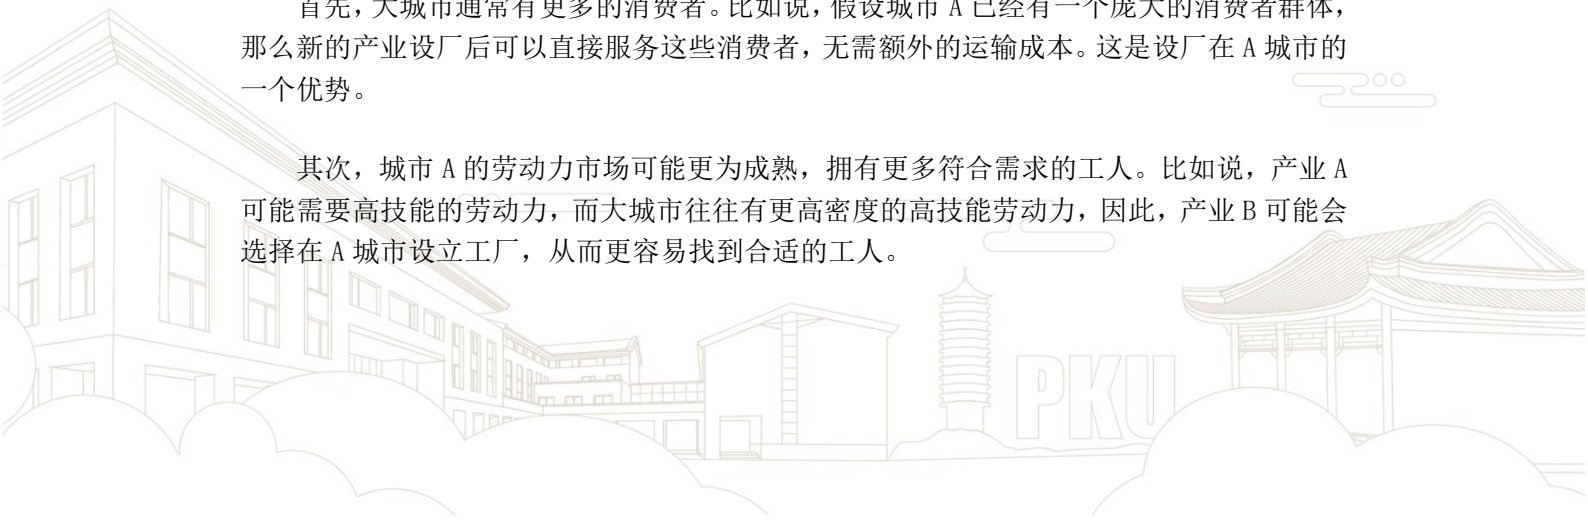 首先，大城市通常有更多的消费者。比如说，假设城市 A 已经有一个庞大的消费者群体，
那么新的产业设厂后可以直接服务这些消费者，无需额外的运输成本。这是设厂在 A 城市的
一个优势。
其次，城市 A 的劳动力市场可能更为成熟，拥有更多符合需求的工人。比如说，产业 A
可能需要高技能的劳动力，而大城市往往有更高密度的高技能劳动力，因此，产业 B 可能会
选择在 A 城市设立工厂，从而更容易找到合适的工人。
PKU